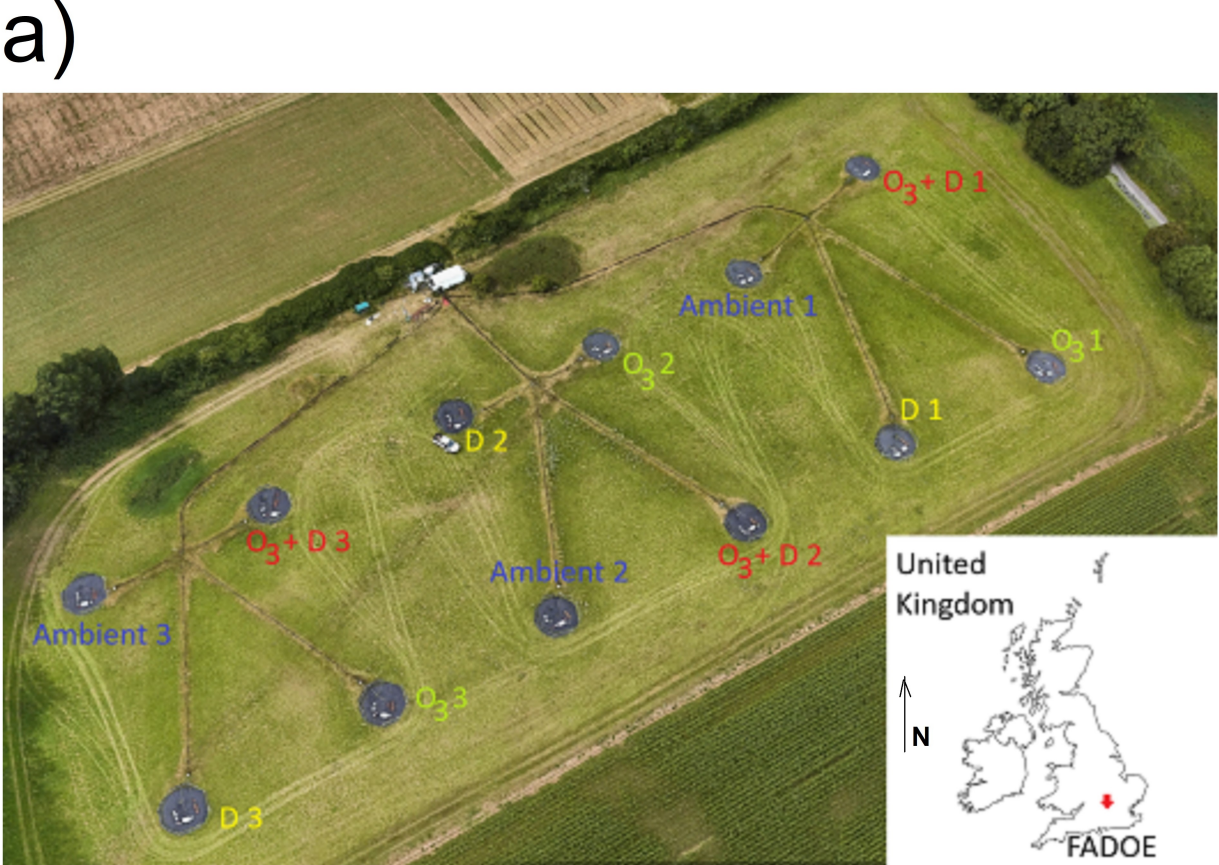 a)
O3+ D 1
Ambient 1
O3 1
O3 2
D 1
D 2
O3+ D 3
O3+ D 2
Ambient 2
Ambient 3
O3 3
D 3
United
Kingdom
N
FADOE